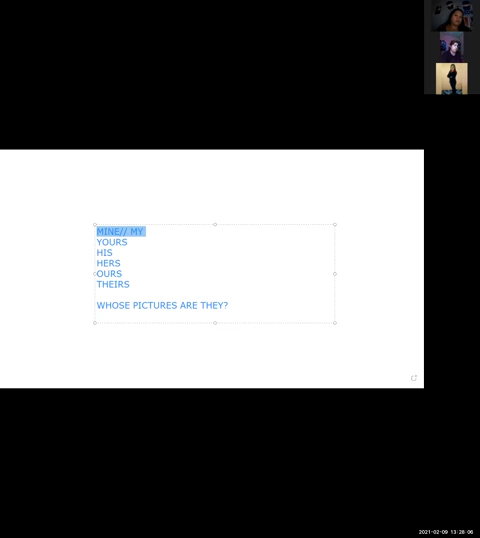 MINE// MY
YOURS
HIS
HERS
OURS
THEIRS
WHOSE PICTURES ARE THEY?
2021-02-09 13:28:06